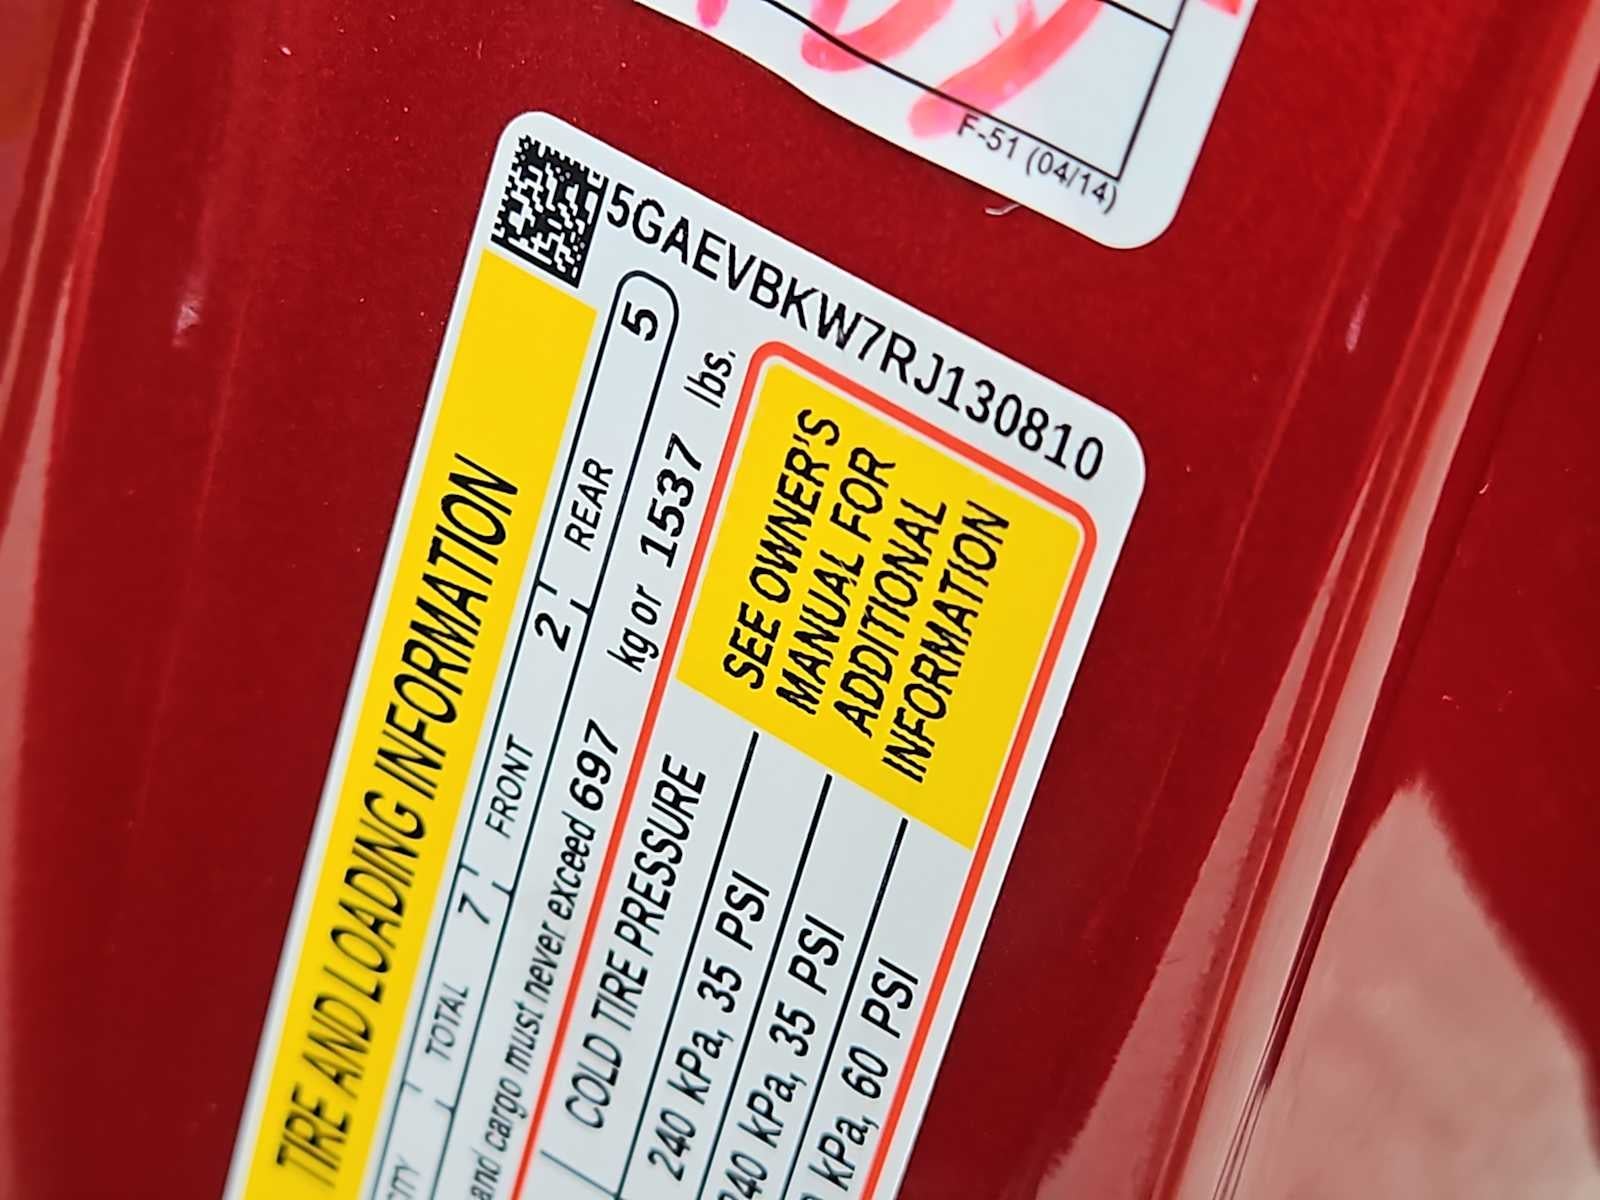 F-51 (04/14)
5GAEVBKW7RJ130810
TIRE AND LOADING INFORMATION
TOTAL 7 FRONT 2 REAR 5
and cargo must never exceed 697 kg or 1537 lbs.
COLD TIRE PRESSURE
240 kPa, 35 PSI
240 kPa, 35 PSI
kPa, 60 PSI
SEE OWNER'S
MANUAL FOR
ADDITIONAL
INFORMATION